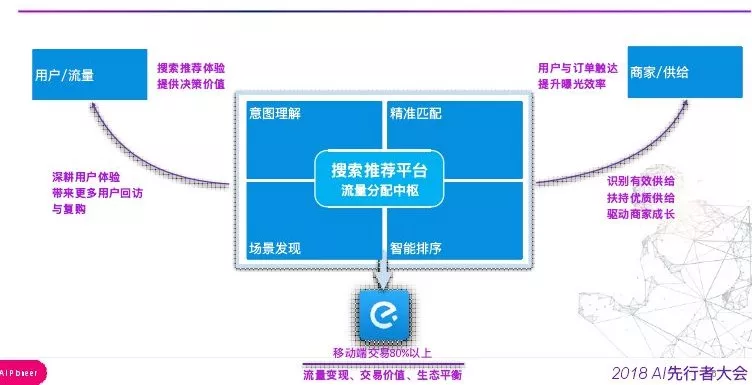 用户/流量
搜索推荐体验
提供决策价值
用户与订单触达
提升曝光效率
商家/供给
意图理解
精准匹配
搜索推荐平台
流量分配中枢
深耕用户体验
带来更多用户回访
与复购
识别有效供给
扶持优质供给
驱动商家成长
场景发现
智能排序
移动端交易80%以上
流量变现、交易价值、生态平衡
2018 AI先行者大会